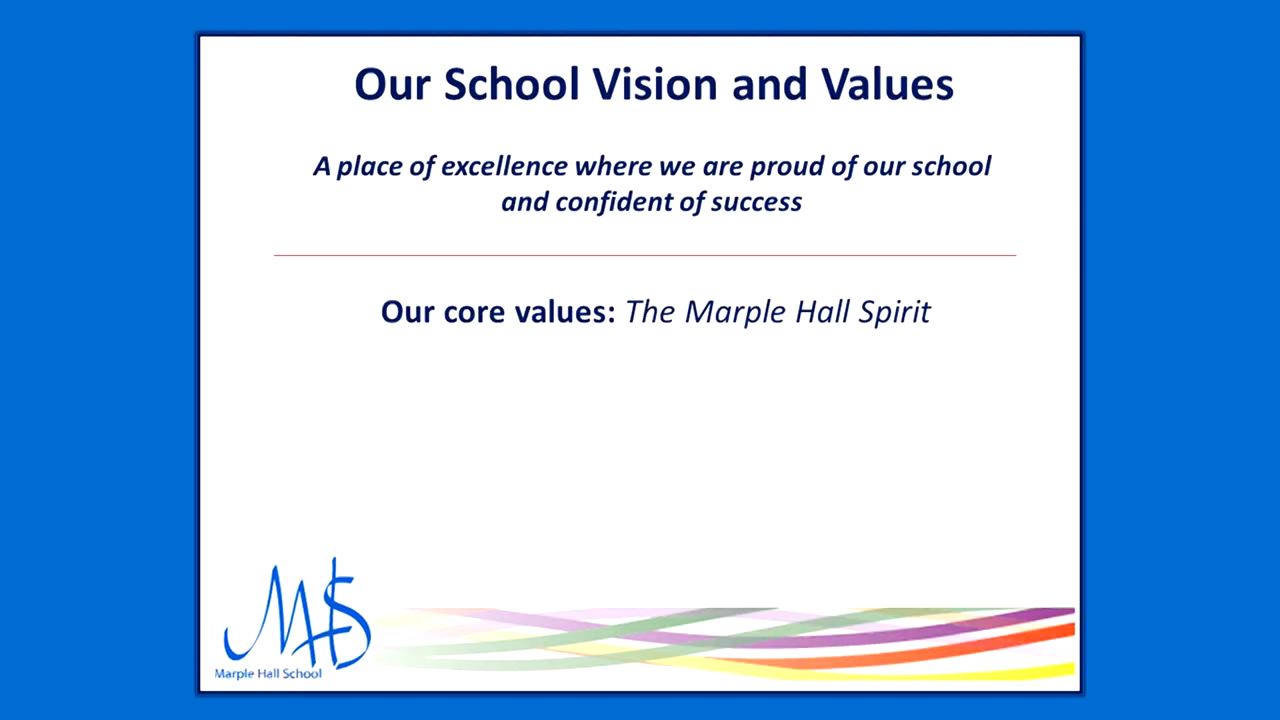 Our School Vision and Values
A place of excellence where we are proud of our school
and confident of success
Our core values: The Marple Hall Spirit
MHS
Marple Hall School